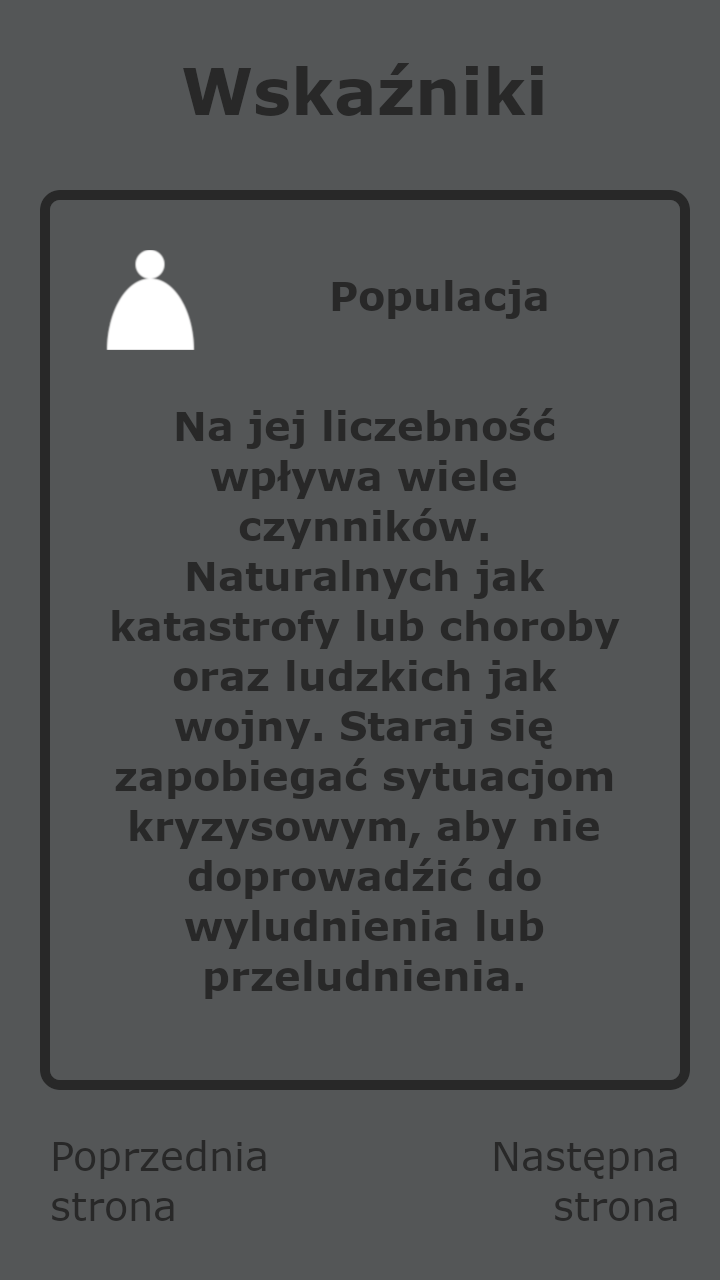 Wskaźniki
Populacja
Na jej liczebność
wpływa wiele
czynników.
Naturalnych jak
katastrofy lub choroby
oraz ludzkich jak
wojny. Staraj się
zapobiegać sytuacjom
kryzysowym, aby nie
doprowadźić do
wyludnienia lub
przeludnienia.
Poprzednia
strona
Następna
strona